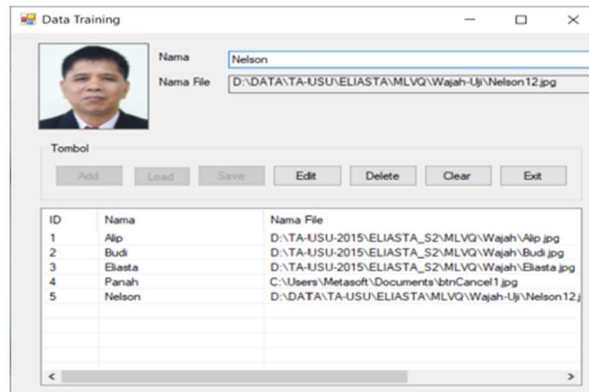 Data Training
Nama Nelson
Nama File D:\DATA\TA-USU\ELIASTA\MLVQ\Wajah-Uji\Nelson12.jpg
Tombol
Add Load Save Edit Delete Clear Exit
ID Nama Nama File
1 Alip D:\TA-USU-2015\ELIASTA_S2\MLVQ\Wajah\Alip.jpg
2 Budi D:\TA-USU-2015\ELIASTA_S2\MLVQ\Wajah\Budi.jpg
3 Eliasta D:\TA-USU-2015\ELIASTA_S2\MLVQ\Wajah\Eliasta.jpg
4 Panah C:\Users\Metasoft\Documents\btnCancel1.jpg
5 Nelson D:\DATA\TA-USU\ELIASTA\MLVQ\Wajah-Uji\Nelson12.j